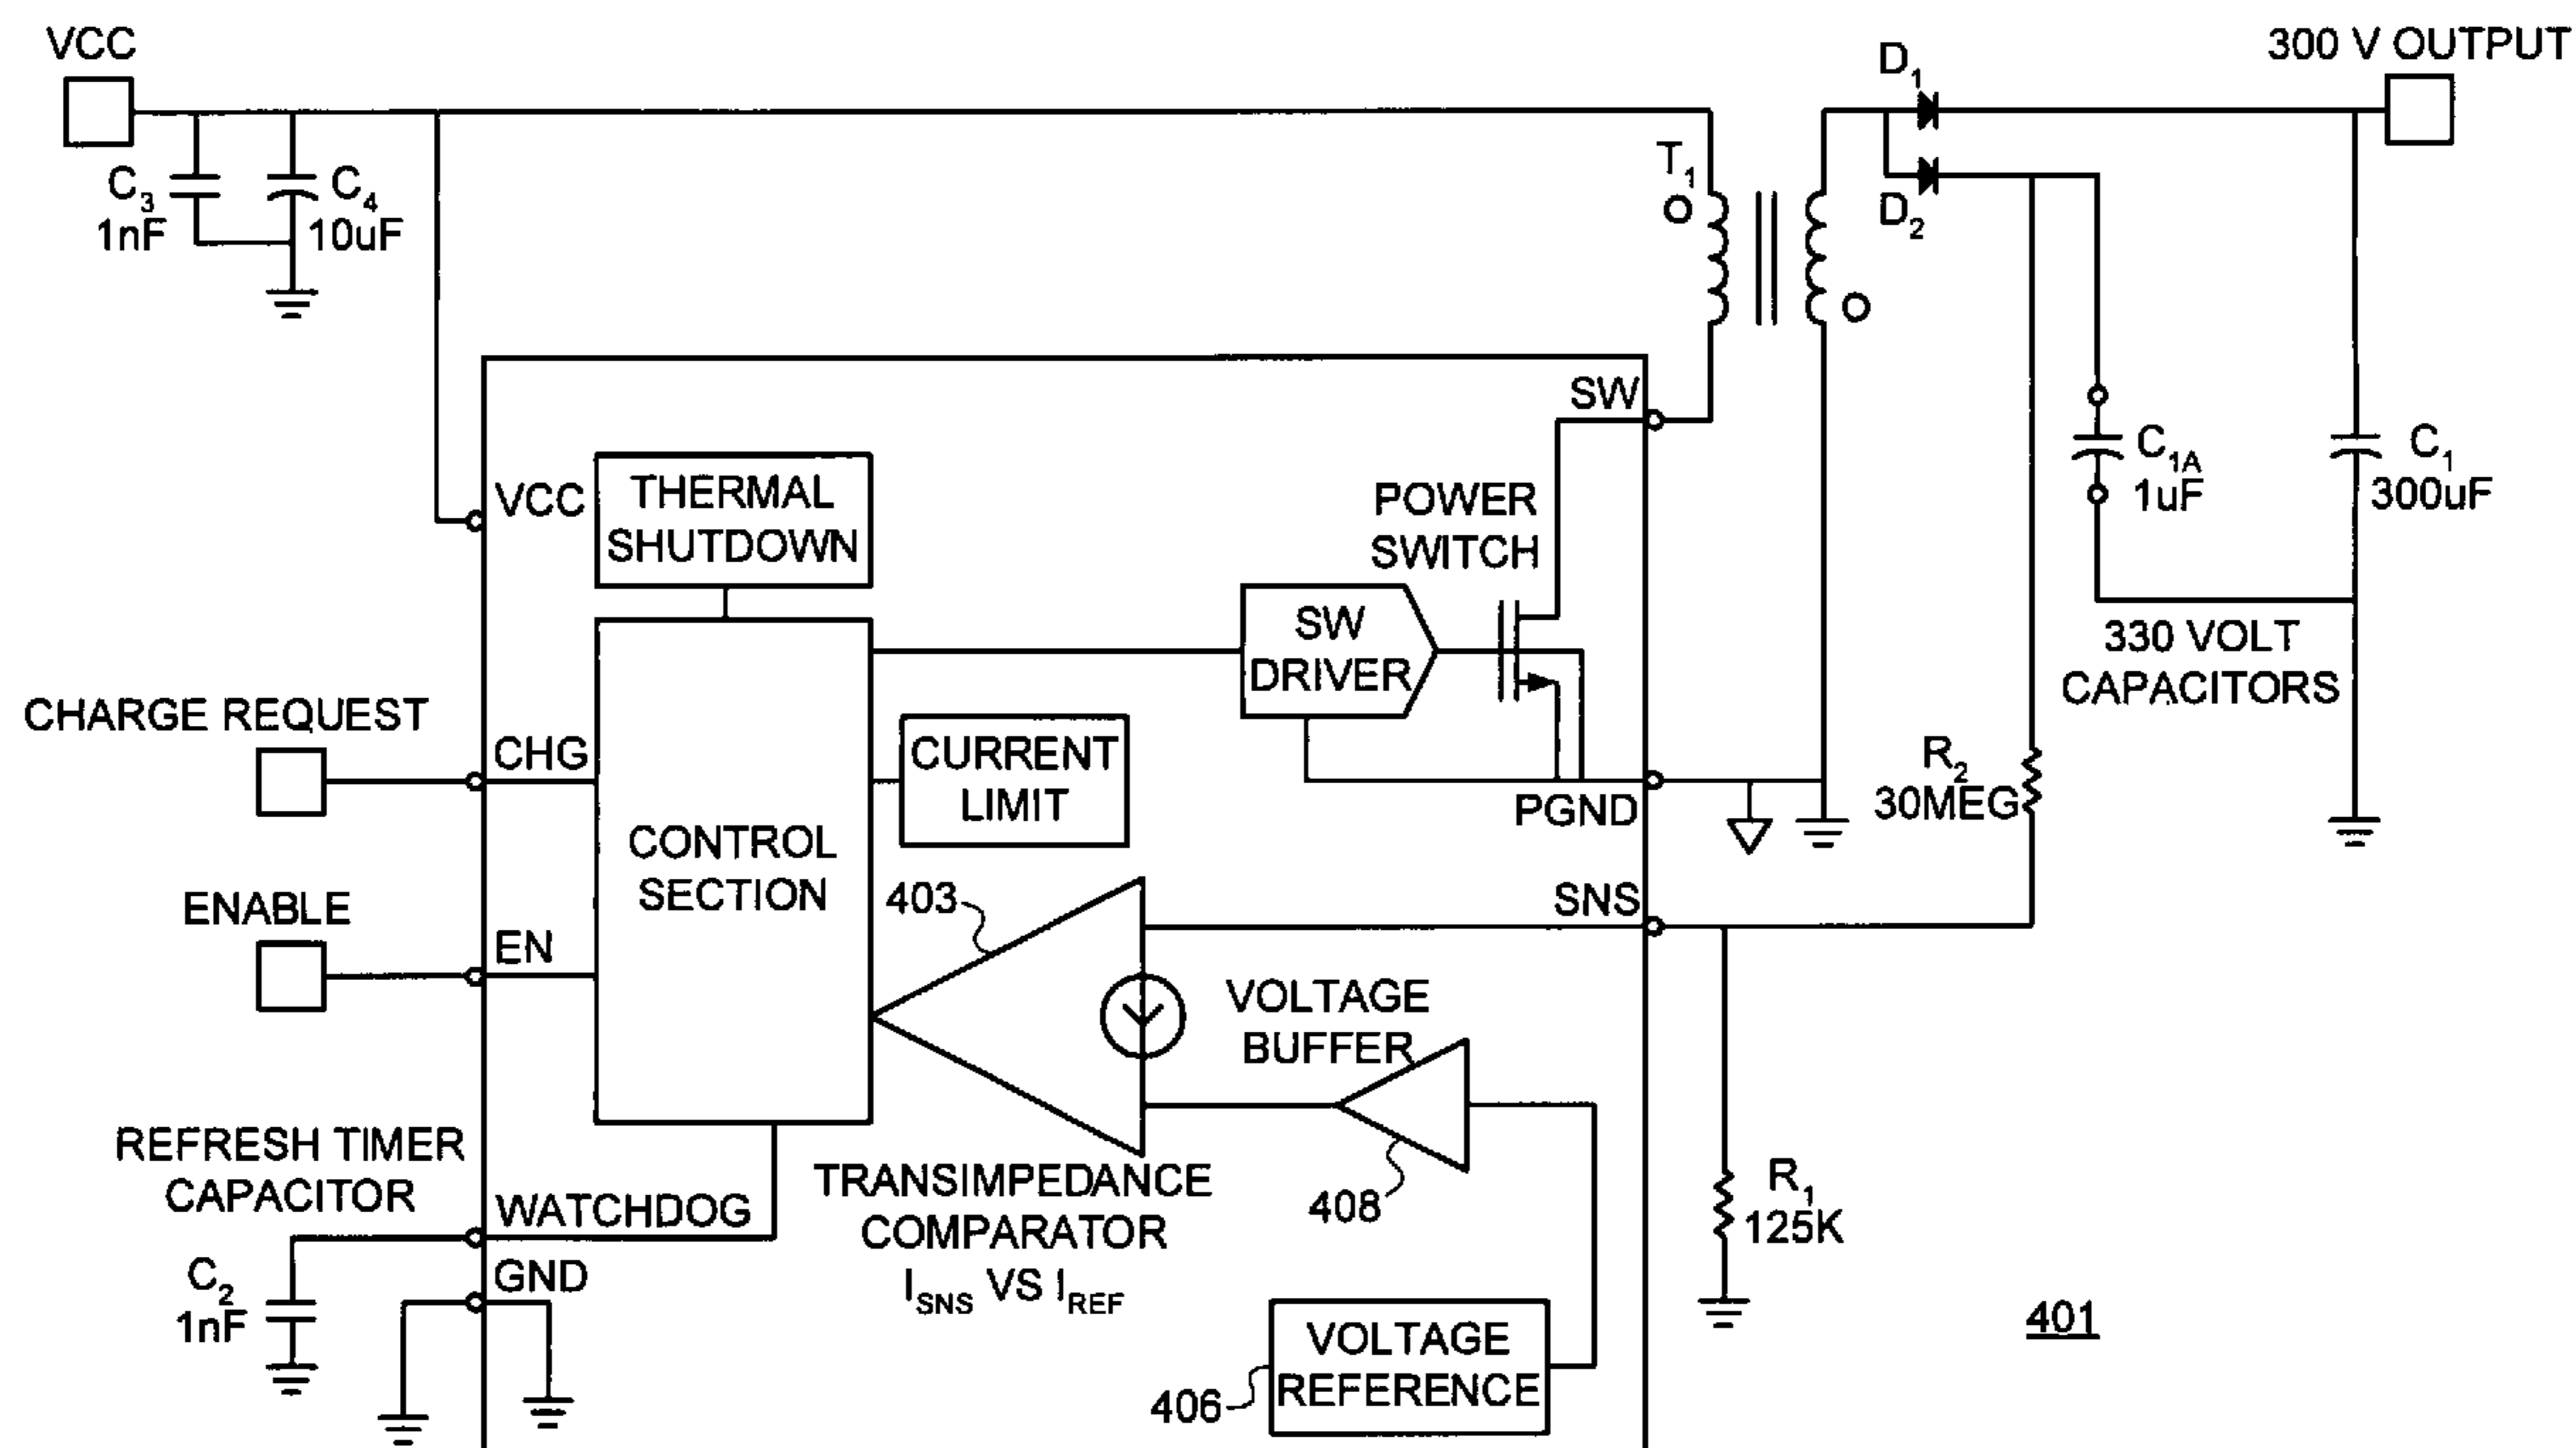 VCC
300 V OUTPUT
D1
D2
T1
C3
1nF
C4
10uF
SW
VCC
THERMAL
SHUTDOWN
POWER
SWITCH
C1A
1uF
C1
300uF
SW
DRIVER
330 VOLT
CAPACITORS
CHARGE REQUEST
CHG
CURRENT
LIMIT
R2
30MEG
PGND
CONTROL
SECTION
403
SNS
ENABLE
EN
VOLTAGE
BUFFER
408
REFRESH TIMER
CAPACITOR
WATCHDOG
TRANSIMPEDANCE
COMPARATOR
ISNS VS IREF
R1
125K
C2
1nF
GND
VOLTAGE
REFERENCE
406
401